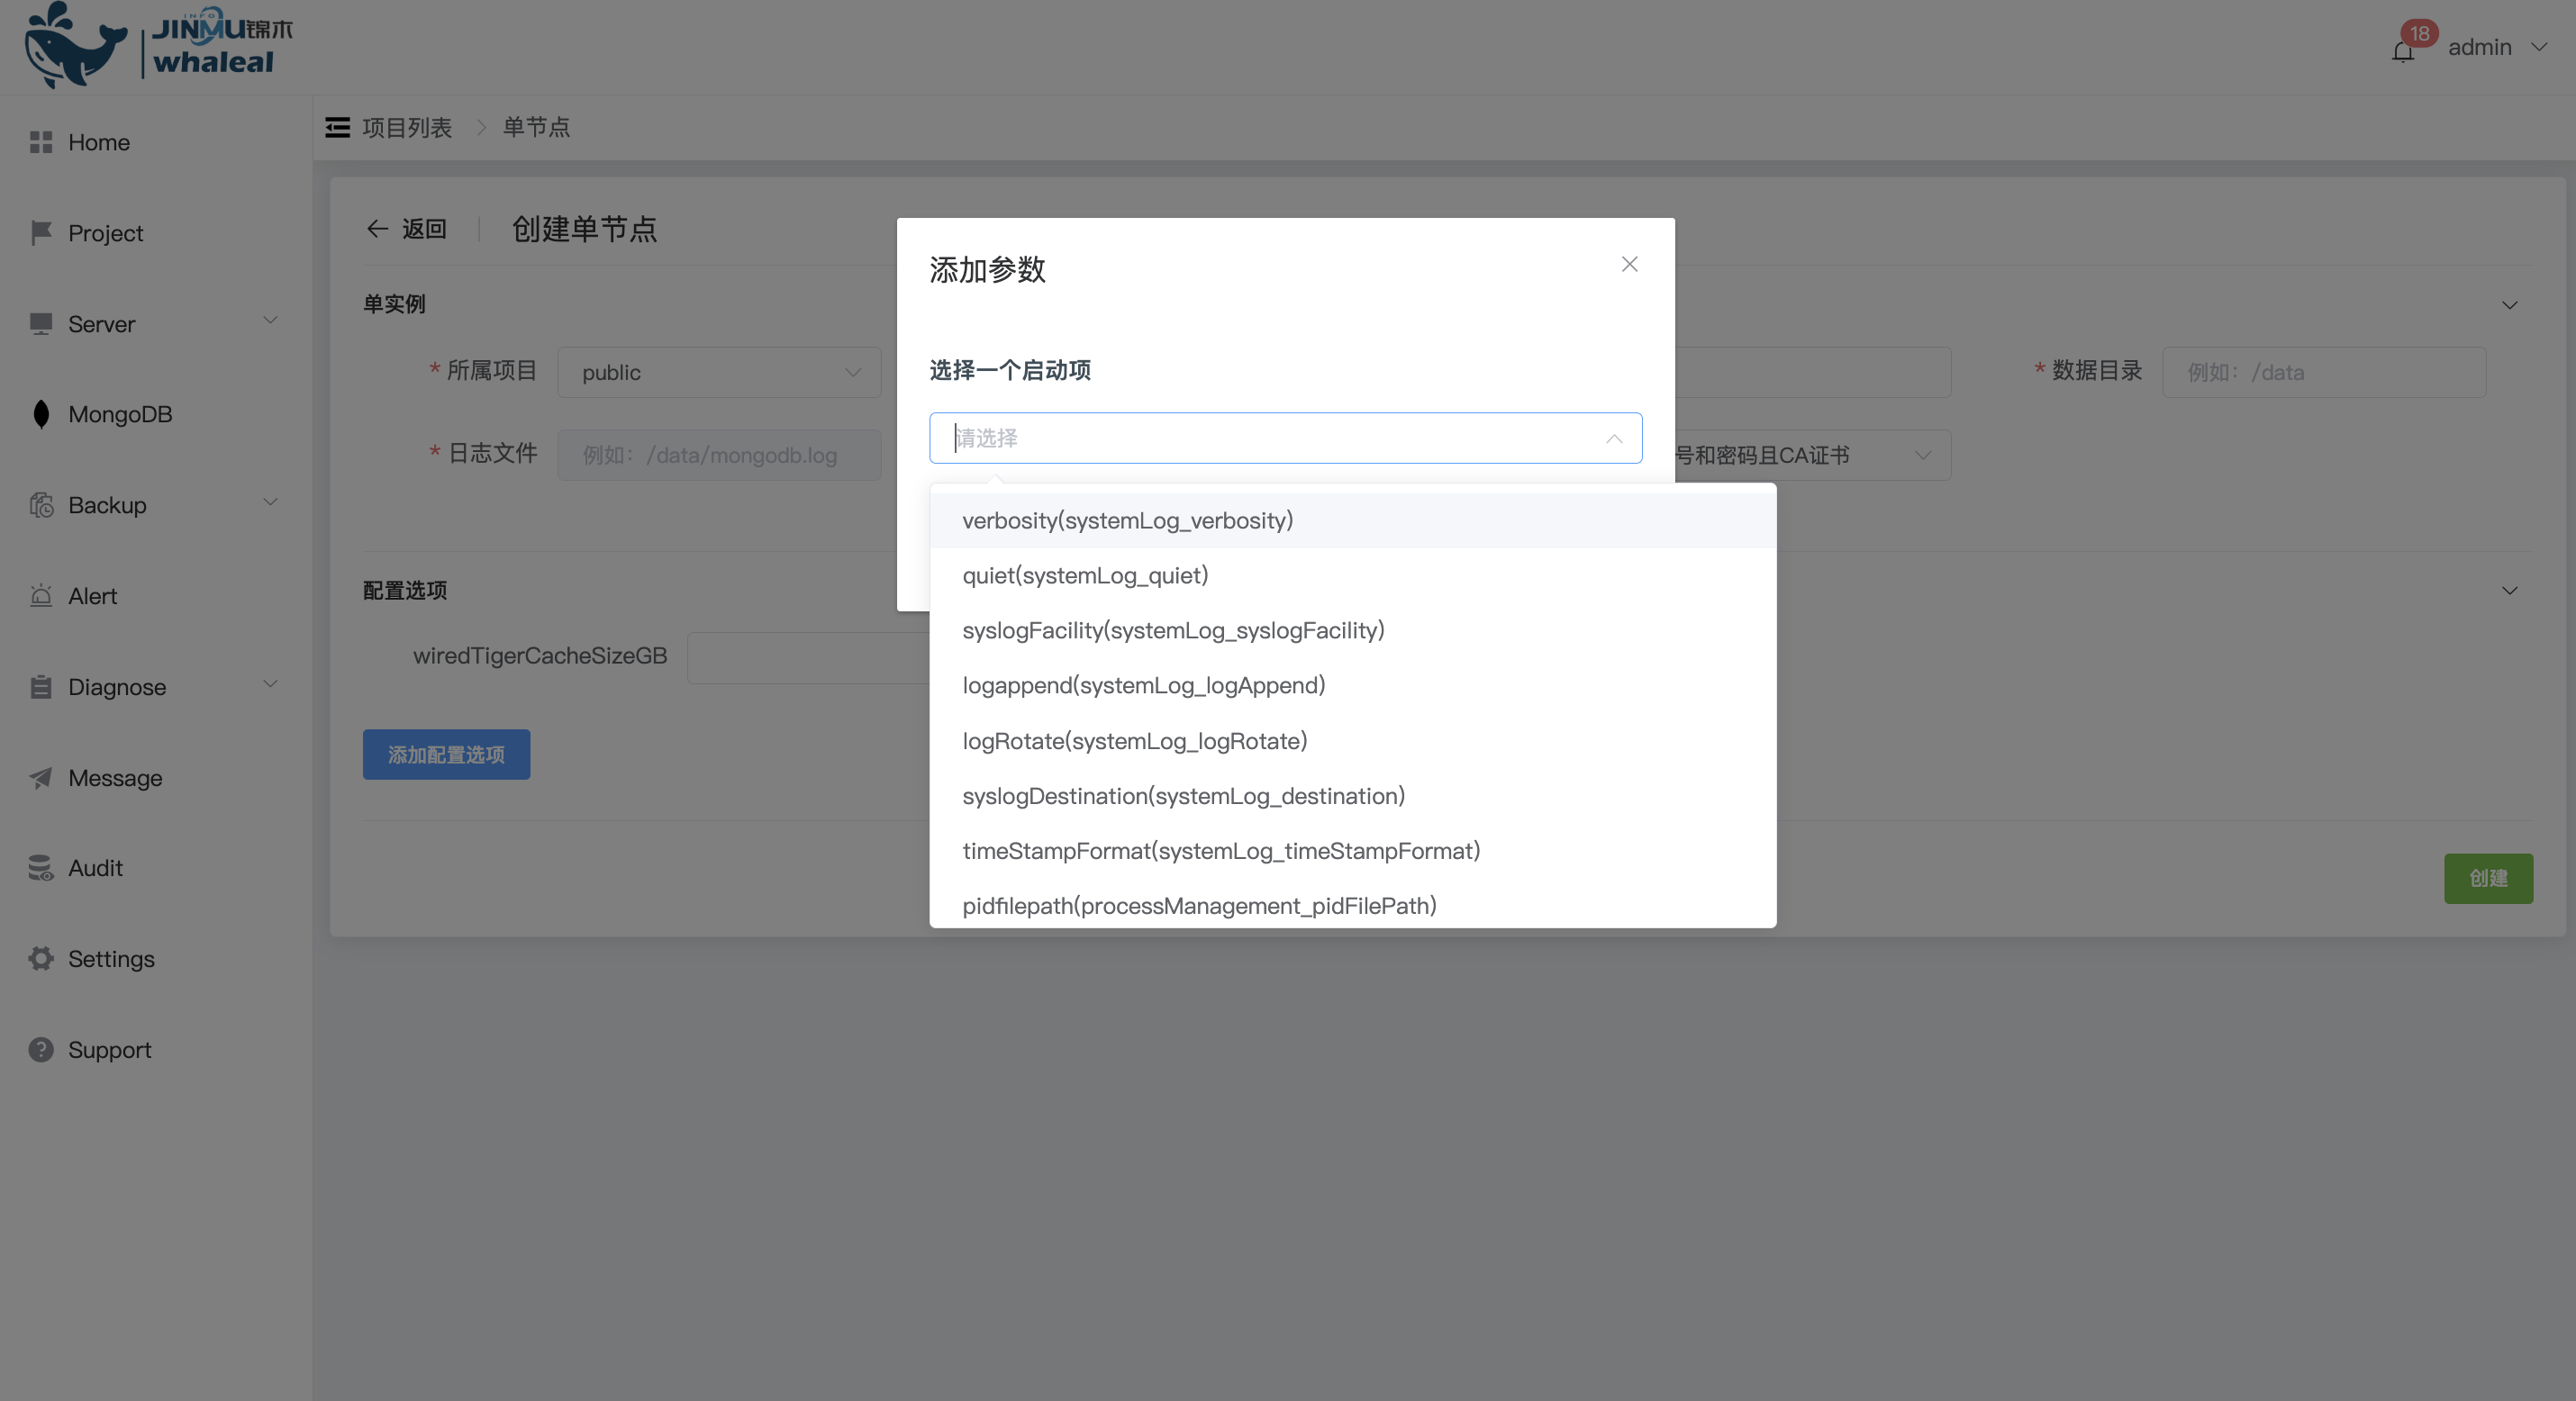 INFO
JINMU锦木
whaleal
18
admin
Home
Project
Server
MongoDB
Backup
Alert
Diagnose
Message
Audit
Settings
Support
项目列表 > 单节点
返回
创建单节点
单实例
* 所属项目
public
* 数据目录
例如：/data
* 日志文件
例如：/data/mongodb.log
号和密码且CA证书
配置选项
wiredTigerCacheSizeGB
添加配置选项
创建
添加参数
选择一个启动项
请选择
verbosity(systemLog_verbosity)
quiet(systemLog_quiet)
syslogFacility(systemLog_syslogFacility)
logappend(systemLog_logAppend)
logRotate(systemLog_logRotate)
syslogDestination(systemLog_destination)
timeStampFormat(systemLog_timeStampFormat)
pidfilepath(processManagement_pidFilePath)